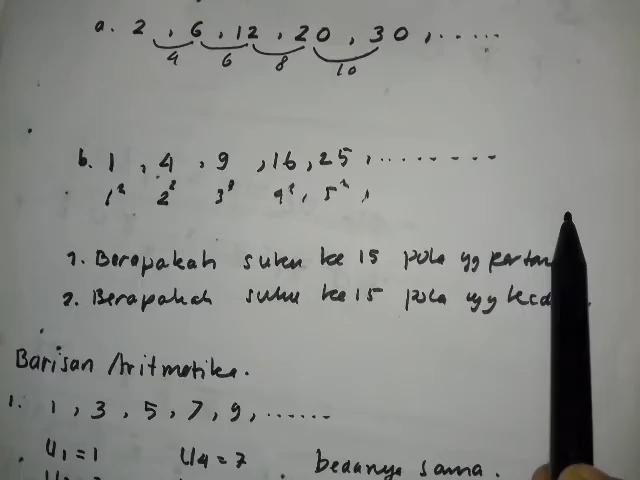 a. 2 , 6 , 12 , 20 , 30 , ......
4 6 8 10
b. 1 , 4 , 9 , 16 , 25 , .........
1² 2² 3² 4² , 5² ,
1. Berapakah suku ke 15 pola yg
2. Berapakah suku ke 15 pola yg
Barisan Aritmatika.
1. 1 , 3 , 5 , 7 , 9 , ......
U1 = 1 U4 = 7 . bedanya sama .